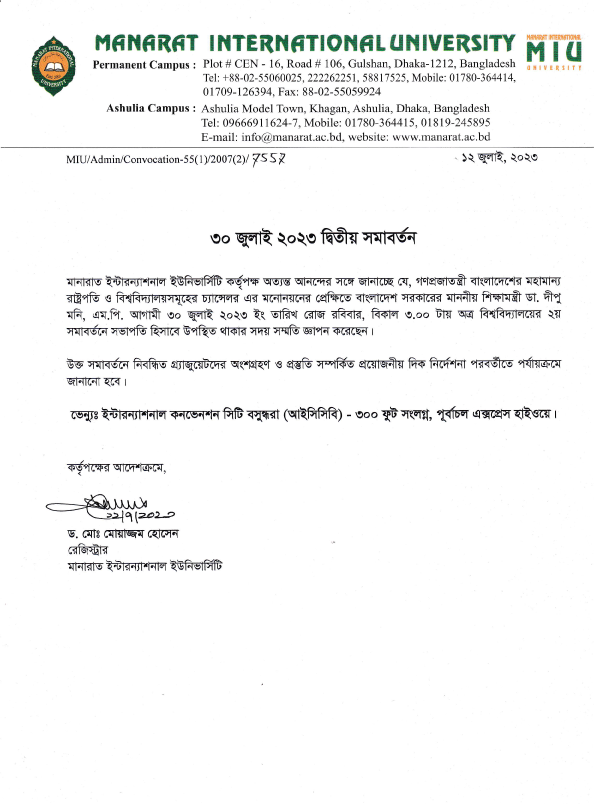 MANARAT INTERNATIONAL UNIVERSITY
MANARAT INTERNATIONAL
MIU
UNIVERSITY
Permanent Campus : Plot # CEN - 16, Road # 106, Gulshan, Dhaka-1212, Bangladesh
Tel: +88-02-55060025, 222262251, 58817525, Mobile: 01780-364414,
01709-126394, Fax: 88-02-55059924
Ashulia Campus : Ashulia Model Town, Khagan, Ashulia, Dhaka, Bangladesh
Tel: 09666911624-7, Mobile: 01780-364415, 01819-245895
E-mail: info@manarat.ac.bd, website: www.manarat.ac.bd
MIU/Admin/Convocation-55(1)/2007(2)/ 7557 ১২ জুলাই, ২০২৩
৩০ জুলাই ২০২৩ দ্বিতীয় সমাবর্তন
মানারাত ইন্টারন্যাশনাল ইউনিভার্সিটি কর্তৃপক্ষ অত্যন্ত আনন্দের সঙ্গে জানাচ্ছে যে, গণপ্রজাতন্ত্রী বাংলাদেশের মহামান্য
রাষ্ট্রপতি ও বিশ্ববিদ্যালয়সমূহের চ্যান্সেলর এর মনোনয়নের প্রেক্ষিতে বাংলাদেশ সরকারের মাননীয় শিক্ষামন্ত্রী ডা. দীপু
মনি, এম.পি. আগামী ৩০ জুলাই ২০২৩ ইং তারিখ রোজ রবিবার, বিকাল ৩.০০ টায় অত্র বিশ্ববিদ্যালয়ের ২য়
সমাবর্তনে সভাপতি হিসাবে উপস্থিত থাকার সদয় সম্মতি জ্ঞাপন করেছেন।
উক্ত সমাবর্তনে নিবন্ধিত গ্র্যাজুয়েটদের অংশগ্রহণ ও প্রস্তুতি সম্পর্কিত প্রয়োজনীয় দিক নির্দেশনা পরবর্তীতে পর্যায়ক্রমে
জানানো হবে।
ভেন্যুঃ ইন্টারন্যাশনাল কনভেনশন সিটি বসুন্ধরা (আইসিসিবি) - ৩০০ ফুট সংলগ্ন, পূর্বাচল এক্সপ্রেস হাইওয়ে।
কর্তৃপক্ষের আদেশক্রমে,
ড. মোঃ মোয়াজ্জম হোসেন
রেজিস্ট্রার
মানারাত ইন্টারন্যাশনাল ইউনিভার্সিটি